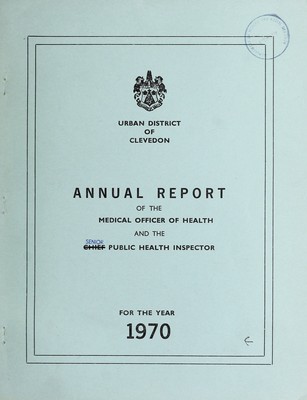 URBAN DISTRICT
OF
CLEVEDON
ANNUAL REPORT
OF THE
MEDICAL OFFICER OF HEALTH
AND THE
SENIOR
CHIEF PUBLIC HEALTH INSPECTOR
FOR THE YEAR
1970